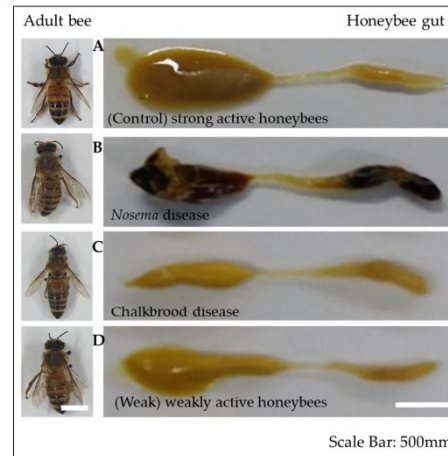 Adult bee Honeybee gut
A
(Control) strong active honeybees
B
Nosema disease
C
Chalkbrood disease
D
(Weak) weakly active honeybees
Scale Bar: 500mm